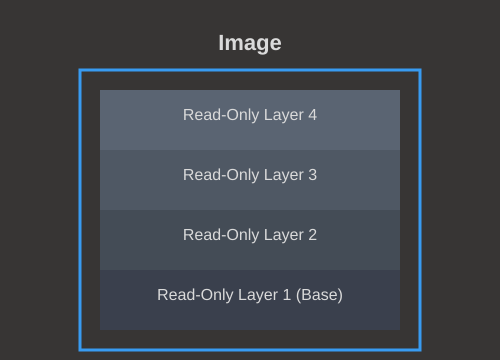 Image
Read-Only Layer 4
Read-Only Layer 3
Read-Only Layer 2
Read-Only Layer 1 (Base)